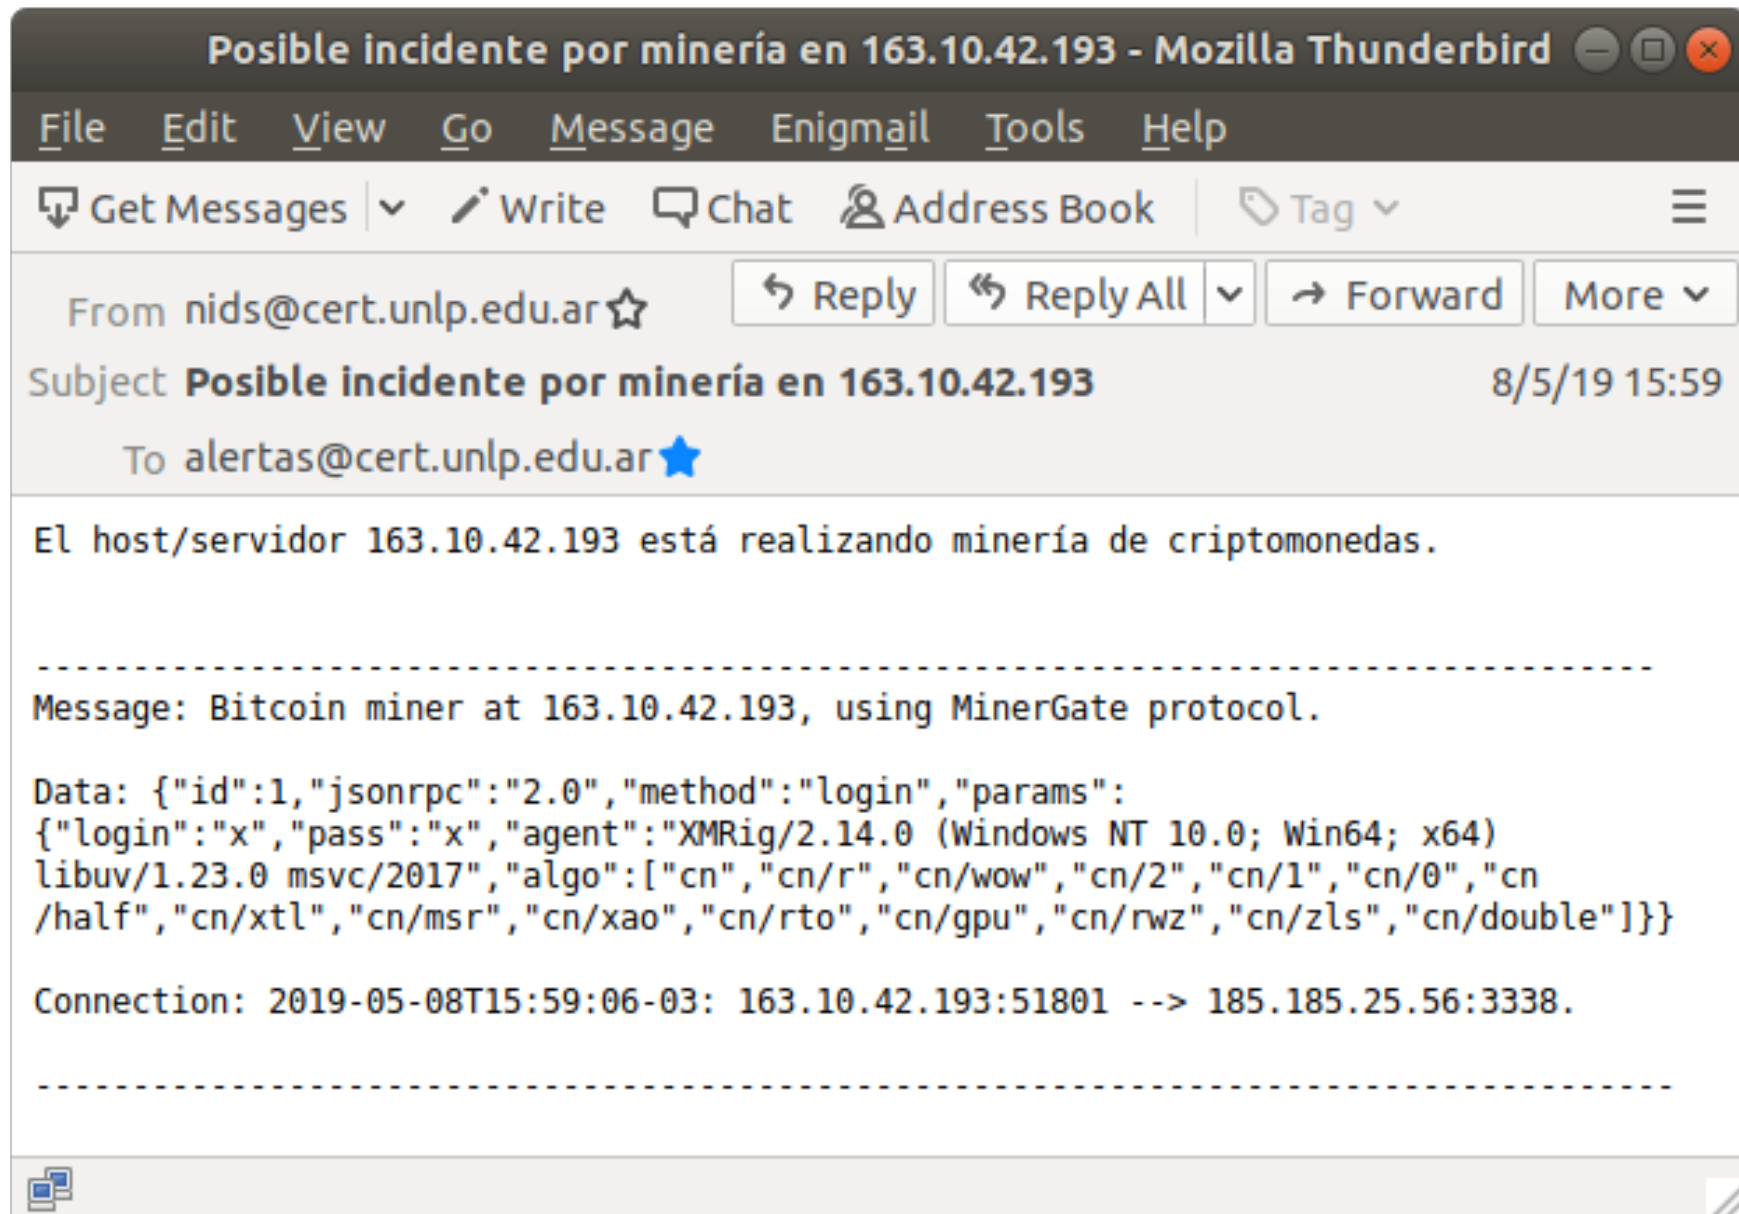 Posible incidente por minería en 163.10.42.193 - Mozilla Thunderbird
File Edit View Go Message Enigmail Tools Help
Get Messages Write Chat Address Book Tag
From nids@cert.unlp.edu.ar Reply Reply All Forward More
Subject Posible incidente por minería en 163.10.42.193 8/5/19 15:59
To alertas@cert.unlp.edu.ar
El host/servidor 163.10.42.193 está realizando minería de criptomonedas.
-----------------------------------------------------------------------------------
Message: Bitcoin miner at 163.10.42.193, using MinerGate protocol.
Data: {"id":1,"jsonrpc":"2.0","method":"login","params":
{"login":"x","pass":"x","agent":"XMRig/2.14.0 (Windows NT 10.0; Win64; x64)
libuv/1.23.0 msvc/2017","algo":["cn","cn/r","cn/wow","cn/2","cn/1","cn/0","cn
/half","cn/xtl","cn/msr","cn/xao","cn/rto","cn/gpu","cn/rwz","cn/zls","cn/double"]}}
Connection: 2019-05-08T15:59:06-03: 163.10.42.193:51801 --> 185.185.25.56:3338.
------------------------------------------------------------------------------------